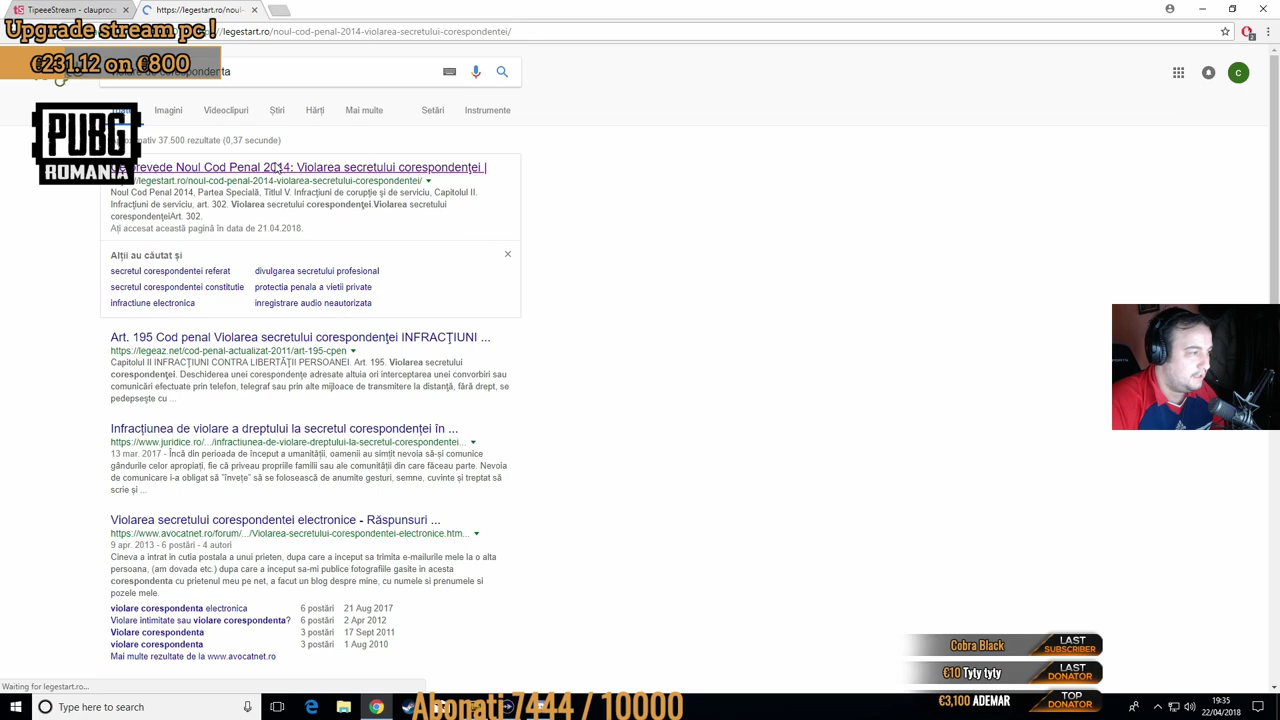 TipeeeStream - clauproc
https://legestart.ro/nou
Upgrade stream pc !
legestart.ro/noul-cod-penal-2014-violarea-secretului-corespondentei/
€231.12 on €800
C
Imagini Videoclipuri Știri Hărți Mai multe Setări Instrumente
PUBG
ROMANIA
37.500 rezultate (0,37 secunde)
prevede Noul Cod Penal 2014: Violarea secretului corespondenţei |
legestart.ro/noul-cod-penal-2014-violarea-secretului-corespondentei/
Noul Cod Penal 2014, Partea Specială, Titlul V. Infracţiuni de corupţie şi de serviciu, Capitolul II.
Infracţiuni de serviciu, art. 302. Violarea secretului corespondenţei.Violarea secretului
corespondenţeiArt. 302.
Ați accesat această pagină în data de 21.04.2018.
Alții au căutat și
secretul corespondentei referat divulgarea secretului profesional
secretul corespondentei constitutie protectia penala a vietii private
infractiune electronica inregistrare audio neautorizata
Art. 195 Cod penal Violarea secretului corespondenţei INFRACŢIUNI ...
https://legeaz.net/cod-penal-actualizat-2011/art-195-cpen
Capitolul II INFRACŢIUNI CONTRA LIBERTĂŢII PERSOANEI. Art. 195. Violarea secretului
corespondenţei. Deschiderea unei corespondenţe adresate altuia ori interceptarea unei convorbiri sau
comunicări efectuate prin telefon, telegraf sau prin alte mijloace de transmitere la distanţă, fără drept, se
pedepseşte cu ...
Infracțiunea de violare a dreptului la secretul corespondenței în ...
https://www.juridice.ro/.../infractiunea-de-violare-dreptului-la-secretul-corespondentei...
13 mar. 2017 - Încă din perioada de început a umanității, oamenii au simțit nevoia să-și comunice
gândurile celor apropiați, fie că priveau propriile familii sau ale comunității din care făceau parte. Nevoia
de comunicare i-a obligat să "învețe" să se folosească de anumite gesturi, semne, cuvinte și treptat să
scrie și ...
Violarea secretului corespondentei electronice - Răspunsuri ...
https://www.avocatnet.ro/forum/.../Violarea-secretului-corespondentei-electronice.htm...
9 apr. 2013 - 6 postări - 4 autori
Cineva a intrat in cutia postala a unui prieten, dupa care a inceput sa trimita e-mailurile mele la o alta
persoana, (am dovada etc.) dupa care a inceput sa-mi publice fotografiile gasite in acesta
corespondenta cu prietenul meu pe net, a facut un blog despre mine, cu numele si prenumele si
pozele mele.
violare corespondenta electronica 6 postări 21 Aug 2017
Violare intimitate sau violare corespondenta? 6 postări 2 Apr 2012
Violare corespondenta 3 postări 17 Sept 2011
violare corespondenta 3 postări 1 Aug 2010
Mai multe rezultate de la www.avocatnet.ro
Cobra Black LAST SUBSCRIBER
€10 Tyty tyty LAST DONATOR
€3,100 ADEMAR TOP DONATOR
Waiting for legestart.ro...
Type here to search
Abonati 7444 / 10000
19:35
22/04/2018